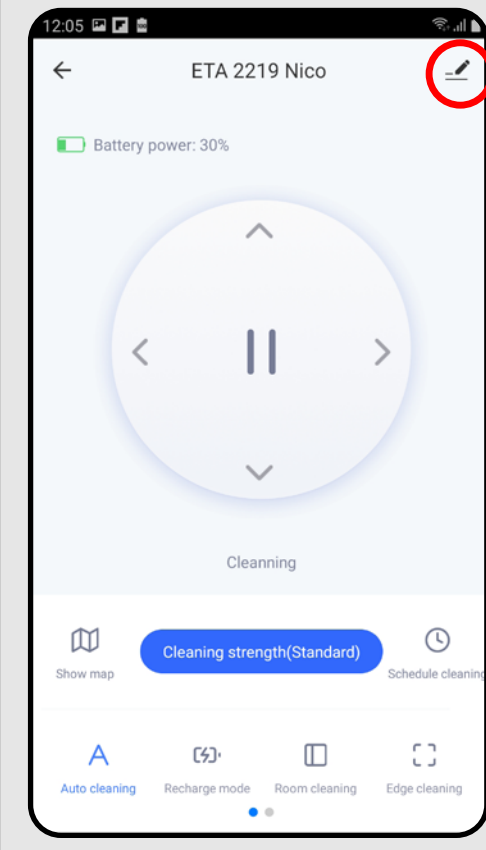 12:05
ETA 2219 Nico
Battery power: 30%
Cleanning
Show map
Cleaning strength(Standard)
Schedule cleaning
Auto cleaning
Recharge mode
Room cleaning
Edge cleaning